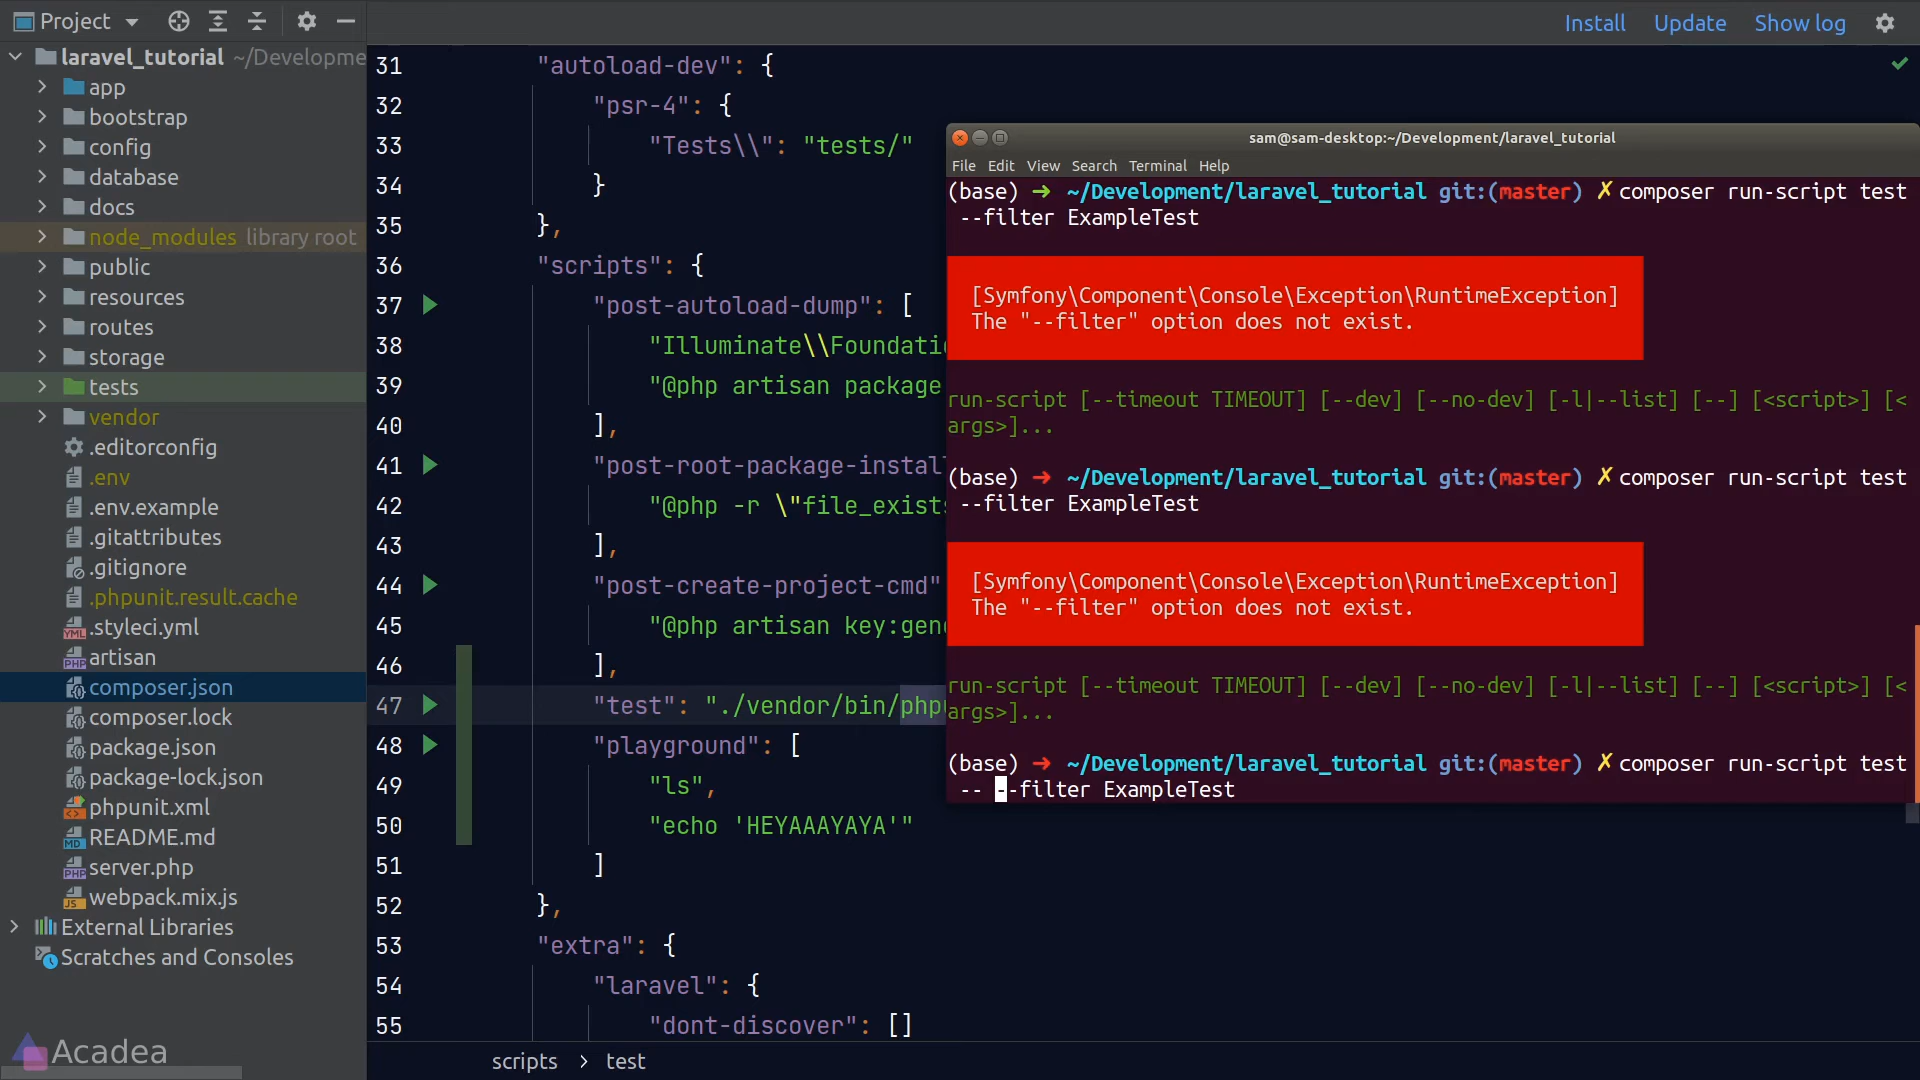 Project
Install Update Show log
laravel_tutorial ~/Developme
app
bootstrap
config
database
docs
node_modules library root
public
resources
routes
storage
tests
vendor
.editorconfig
.env
.env.example
.gitattributes
.gitignore
.phpunit.result.cache
.styleci.yml
artisan
composer.json
composer.lock
package.json
package-lock.json
phpunit.xml
README.md
server.php
webpack.mix.js
External Libraries
Scratches and Consoles
Acadea
31 "autoload-dev": {
32 "psr-4": {
33 "Tests\\": "tests/"
34 }
35 },
36 "scripts": {
37 "post-autoload-dump": [
38 "Illuminate\\Foundatio
39 "@php artisan package
40 ],
41 "post-root-package-install
42 "@php -r \"file_exists
43 ],
44 "post-create-project-cmd"
45 "@php artisan key:gene
46 ],
47 "test": "./vendor/bin/phpu
48 "playground": [
49 "ls",
50 "echo 'HEYAAAYAYA'"
51 ]
52 },
53 "extra": {
54 "laravel": {
55 "dont-discover": []
scripts > test
sam@sam-desktop:~/Development/laravel_tutorial
File Edit View Search Terminal Help
(base) ➜ ~/Development/laravel_tutorial git:(master) ✗ composer run-script test
--filter ExampleTest
[Symfony\Component\Console\Exception\RuntimeException]
The "--filter" option does not exist.
run-script [--timeout TIMEOUT] [--dev] [--no-dev] [-l|--list] [--] [<script>] [<
args>]...
(base) ➜ ~/Development/laravel_tutorial git:(master) ✗ composer run-script test
--filter ExampleTest
[Symfony\Component\Console\Exception\RuntimeException]
The "--filter" option does not exist.
run-script [--timeout TIMEOUT] [--dev] [--no-dev] [-l|--list] [--] [<script>] [<
args>]...
(base) ➜ ~/Development/laravel_tutorial git:(master) ✗ composer run-script test
-- --filter ExampleTest